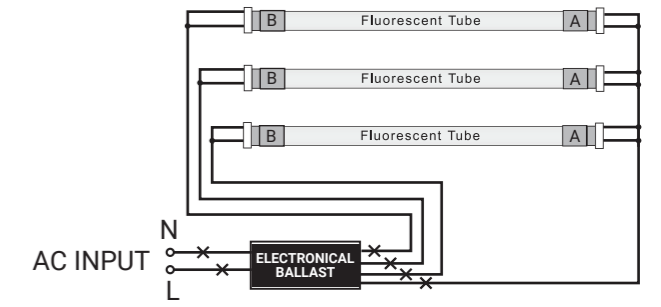 B Fluorescent Tube A
B Fluorescent Tube A
B Fluorescent Tube A
N
AC INPUT
L
ELECTRONICAL
BALLAST